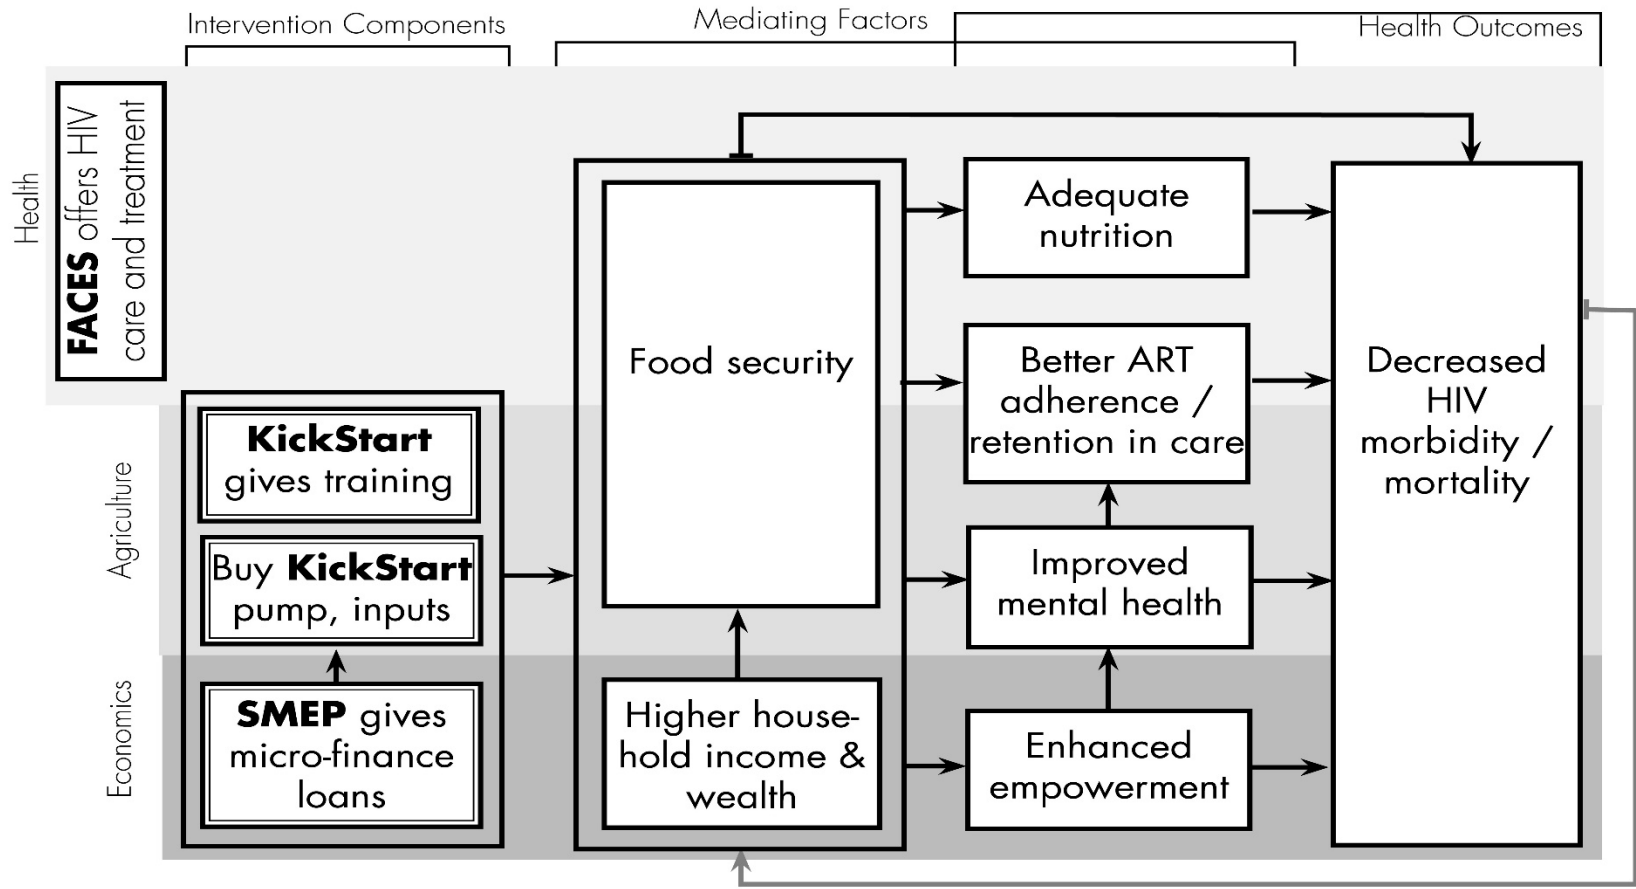 Intervention Components
Mediating Factors
Health Outcomes
Health
FACES offers HIV
care and treatment
Agriculture
Economics
KickStart
gives training
Buy KickStart
pump, inputs
SMEP gives
micro-finance
loans
Food security
Higher house-
hold income &
wealth
Adequate
nutrition
Better ART
adherence /
retention in care
Improved
mental health
Enhanced
empowerment
Decreased
HIV
morbidity /
mortality